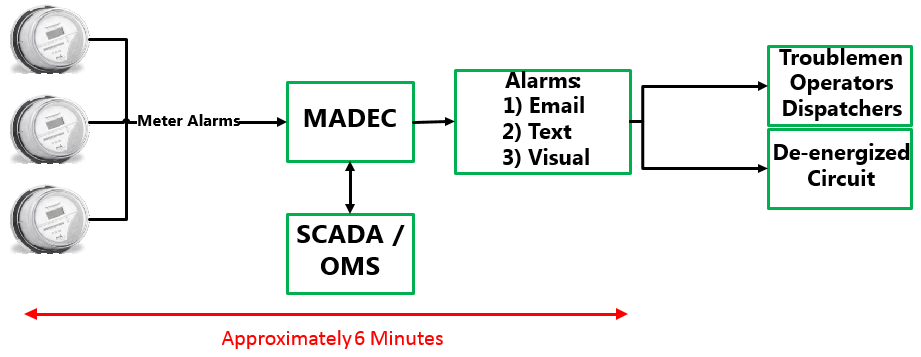 Meter Alarms
MADEC
SCADA /
OMS
Alarms:
1) Email
2) Text
3) Visual
Troublemen
Operators
Dispatchers
De-energized
Circuit
Approximately 6 Minutes